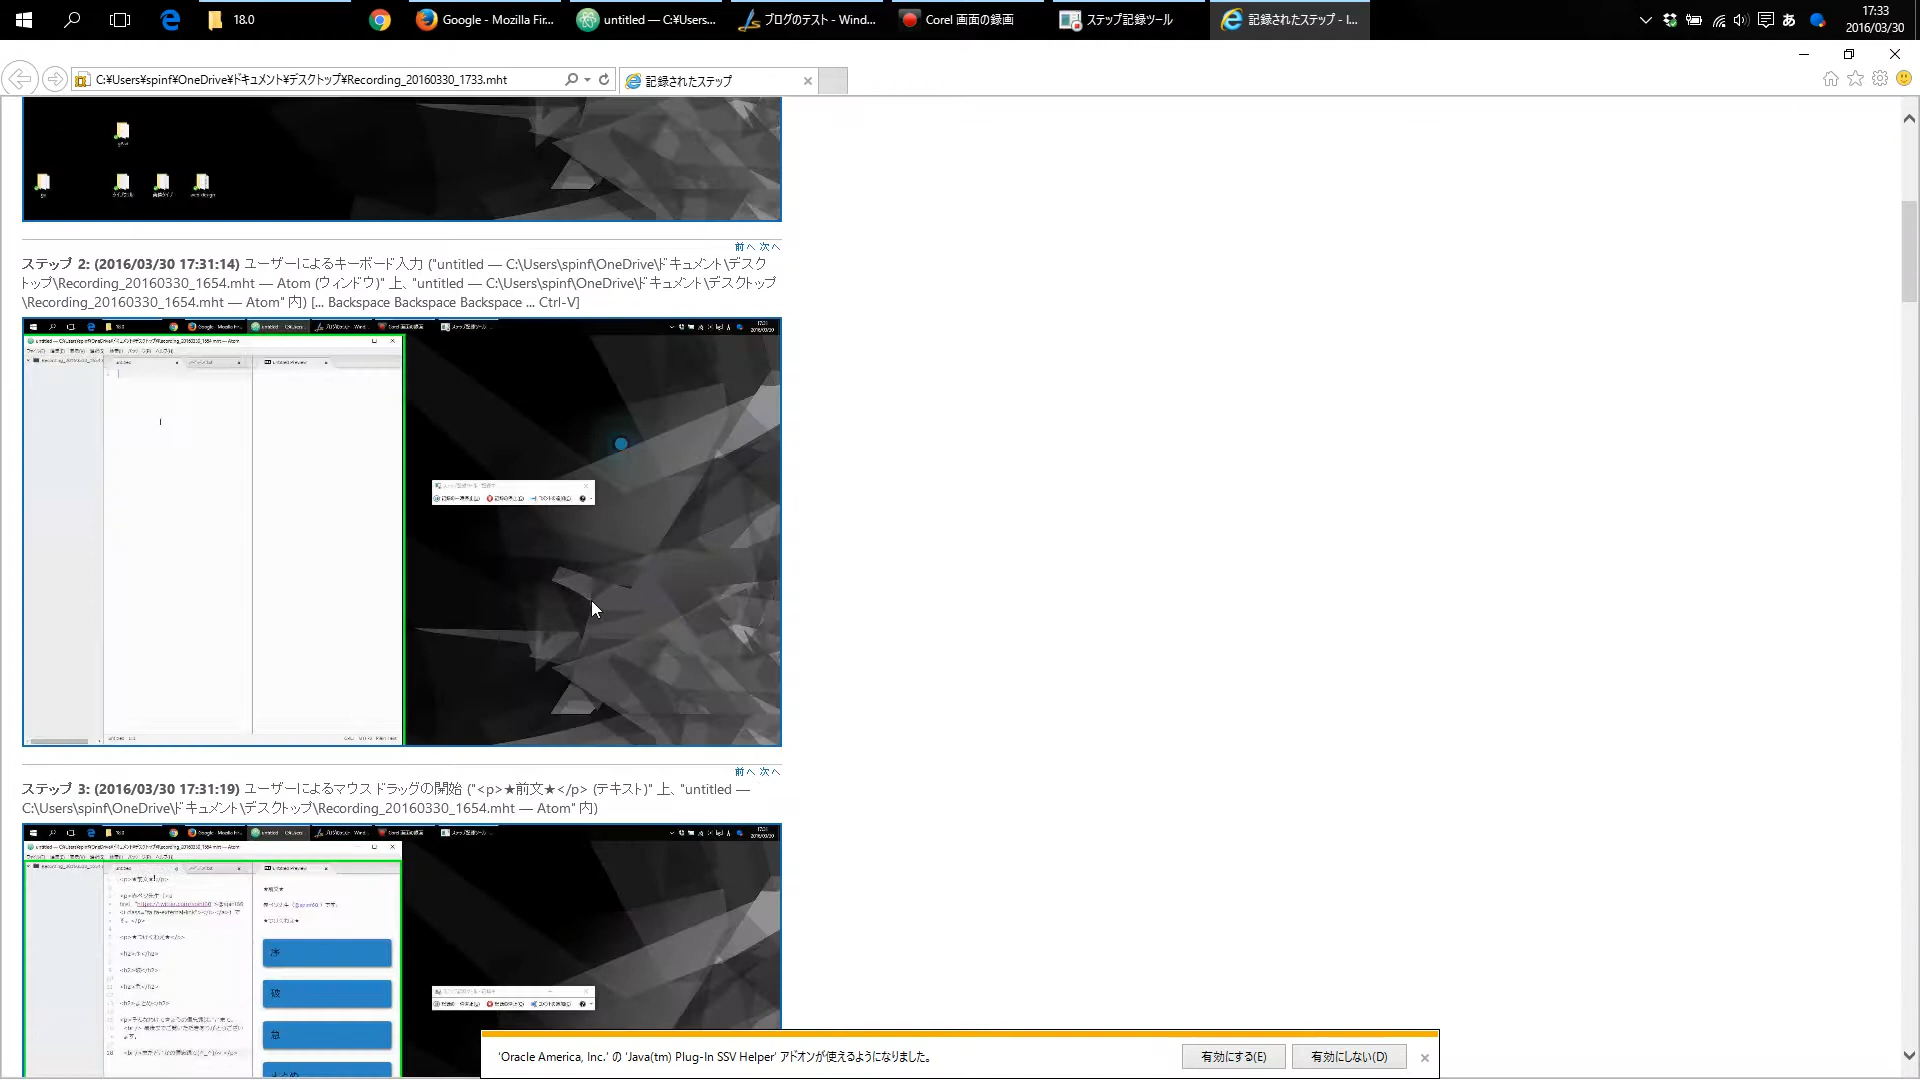 18.0
Google - Mozilla Fir...
untitled — C:¥Users...
ブログのテスト - Wind...
Corel 画面の録画
ステップ記録ツール
記録されたステップ - I...
あ
17:33
2016/03/30
C:¥Users¥spinf¥OneDrive¥ドキュメント¥デスクトップ¥Recording_20160330_1733.mht
記録されたステップ
前へ 次へ
ステップ 2: (2016/03/30 17:31:14) ユーザーによるキーボード入力 ("untitled — C:\Users\spinf\OneDrive\ドキュメント\デスク
トップ\Recording_20160330_1654.mht — Atom (ウィンドウ)" 上、"untitled — C:\Users\spinf\OneDrive\ドキュメント\デスクトップ
\Recording_20160330_1654.mht — Atom" 内) [... Backspace Backspace Backspace ... Ctrl-V]
前へ 次へ
ステップ 3: (2016/03/30 17:31:19) ユーザーによるマウス ドラッグの開始 ("<p>★前文★</p> (テキスト)" 上、"untitled —
C:\Users\spinf\OneDrive\ドキュメント\デスクトップ\Recording_20160330_1654.mht — Atom" 内)
序
破
急
まとめ
'Oracle America, Inc.' の 'Java(tm) Plug-In SSV Helper' アドオンが使えるようになりました。
有効にする(E)
有効にしない(D)